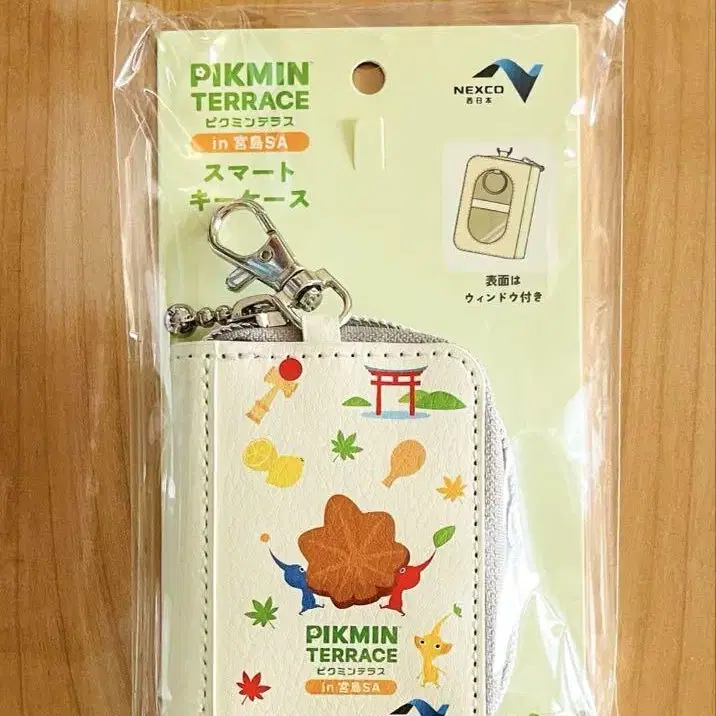 PIKMIN
TERRACE
ピクミンテラス
in 宮島SA
スマート
キーケース
NEXCO
西日本
表面は
ウィンドウ付き
PIKMIN
TERRACE
ピクミンテラス
in 宮島SA